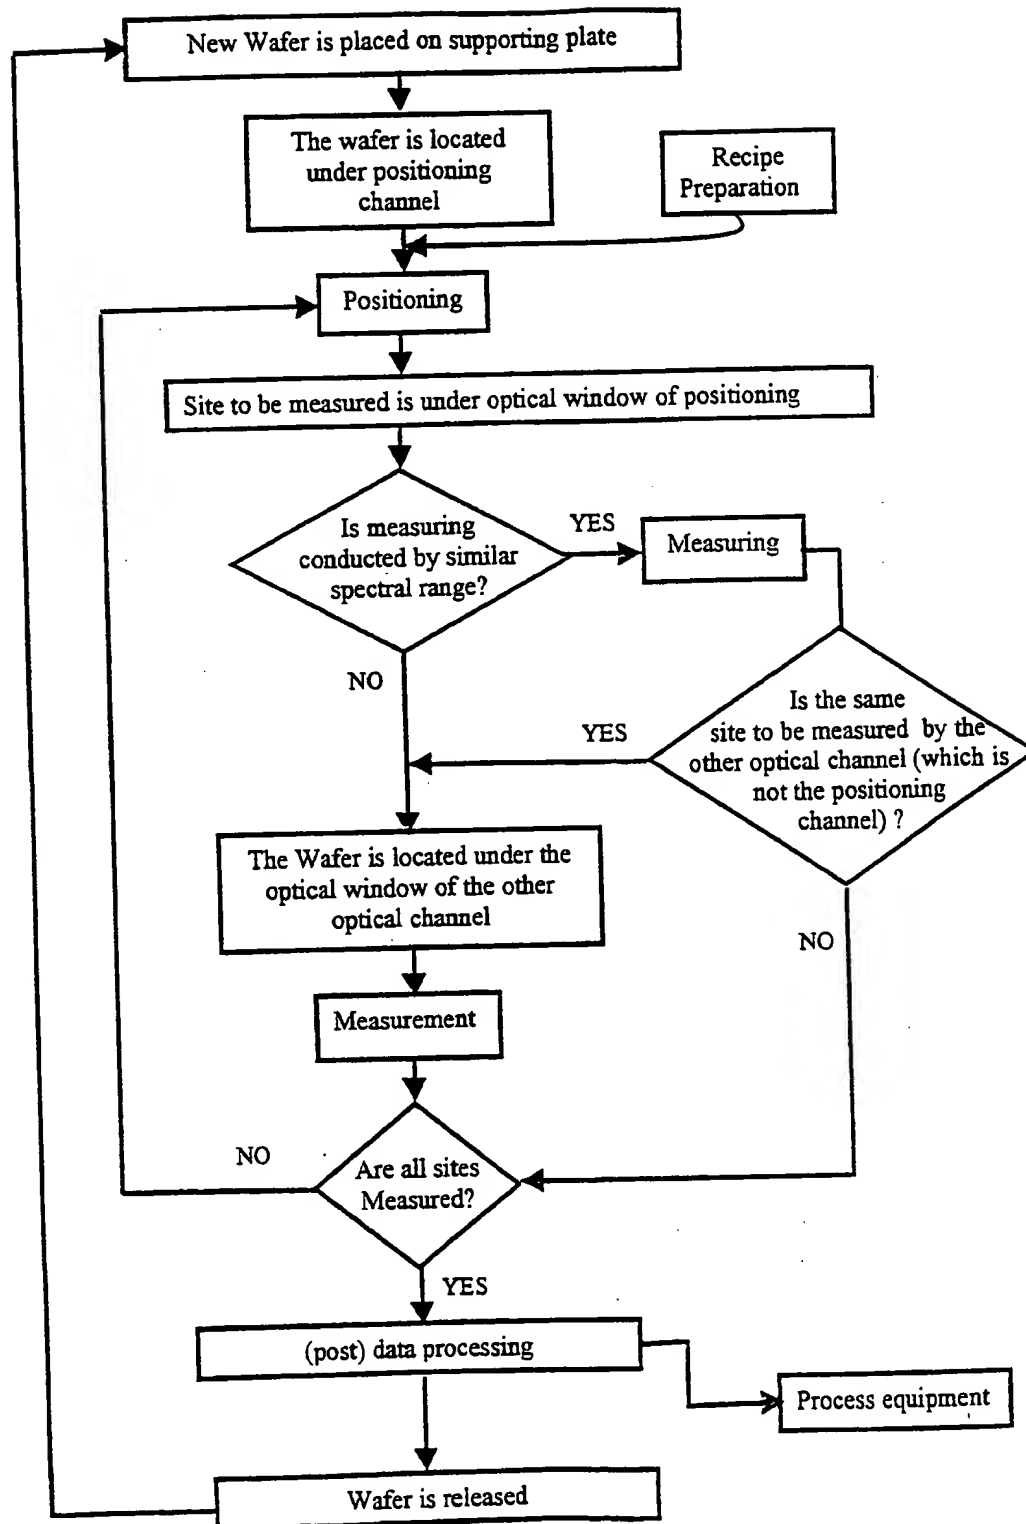 New Wafer is placed on supporting plate
The wafer is located
under positioning
channel
Recipe
Preparation
Positioning
Site to be measured is under optical window of positioning
Is measuring
conducted by similar
spectral range?
YES
Measuring
NO
Is the same
site to be measured by the
other optical channel (which is
not the positioning
channel) ?
YES
The Wafer is located under the
optical window of the other
optical channel
NO
Measurement
Are all sites
Measured?
NO
YES
(post) data processing
Process equipment
Wafer is released